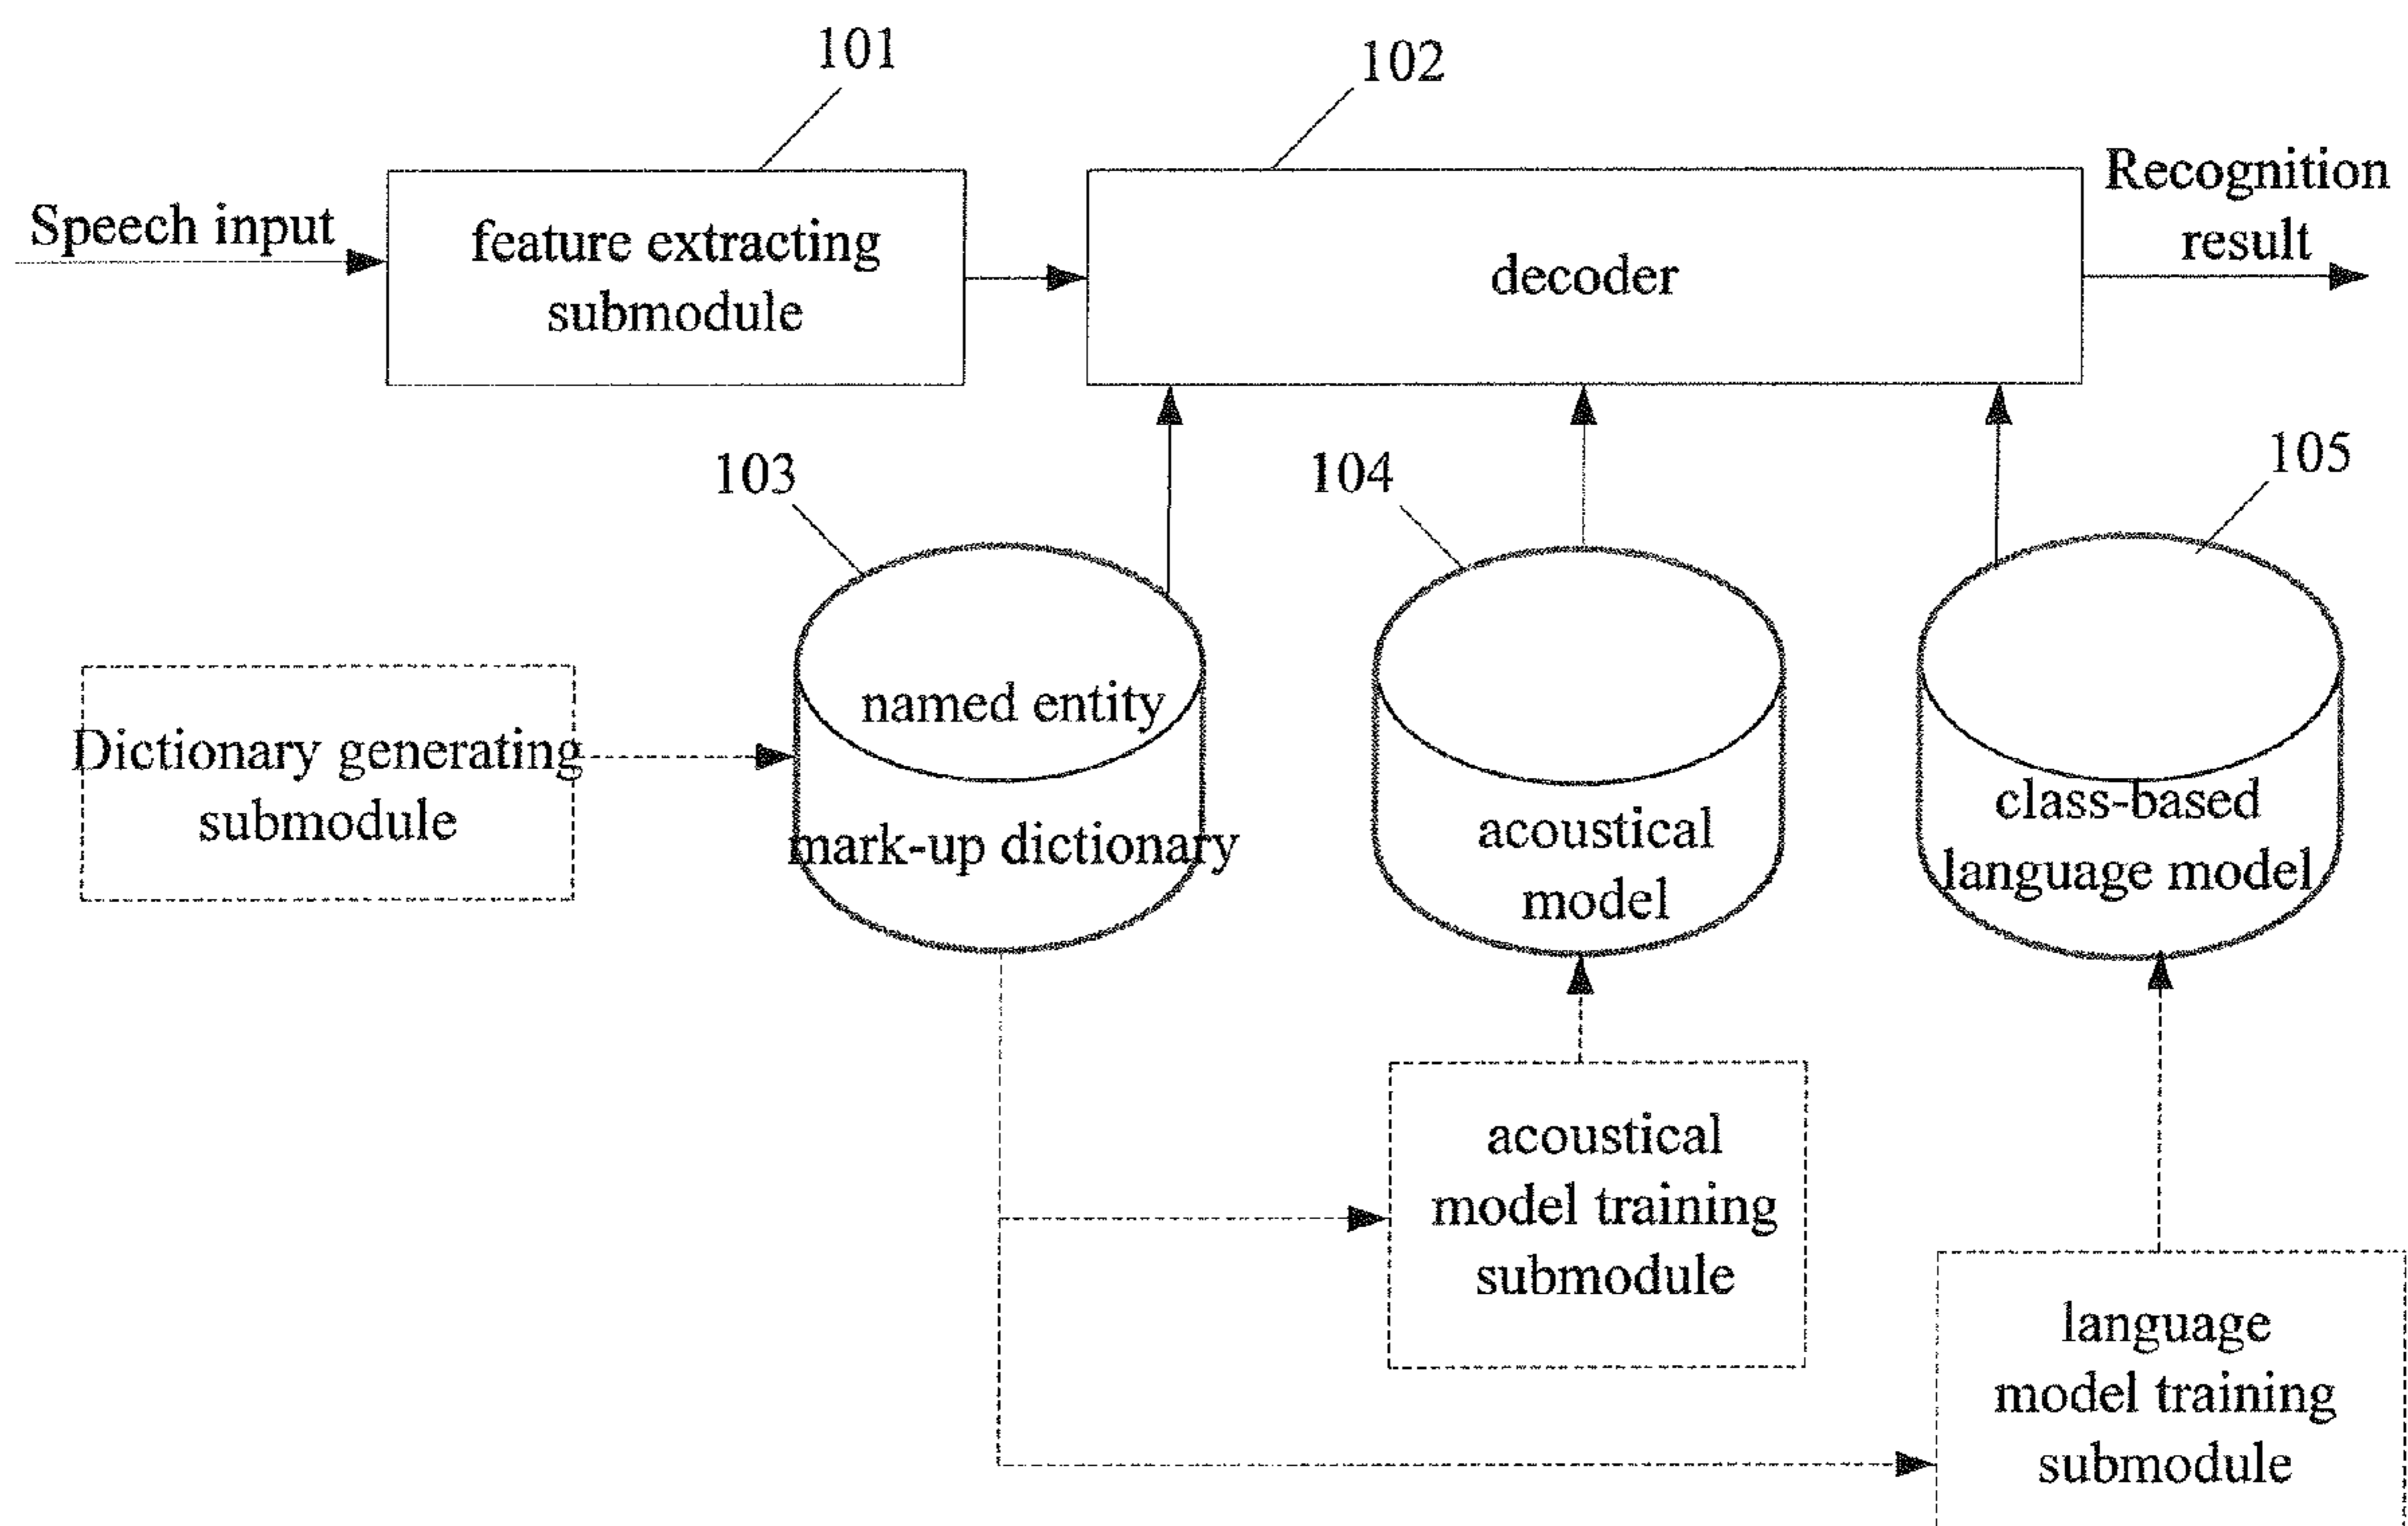 101
102
Speech input
feature extracting
submodule
decoder
Recognition
result
103
104
105
Dictionary generating
submodule
named entity
mark-up dictionary
acoustical
model
class-based
language model
acoustical
model training
submodule
language
model training
submodule